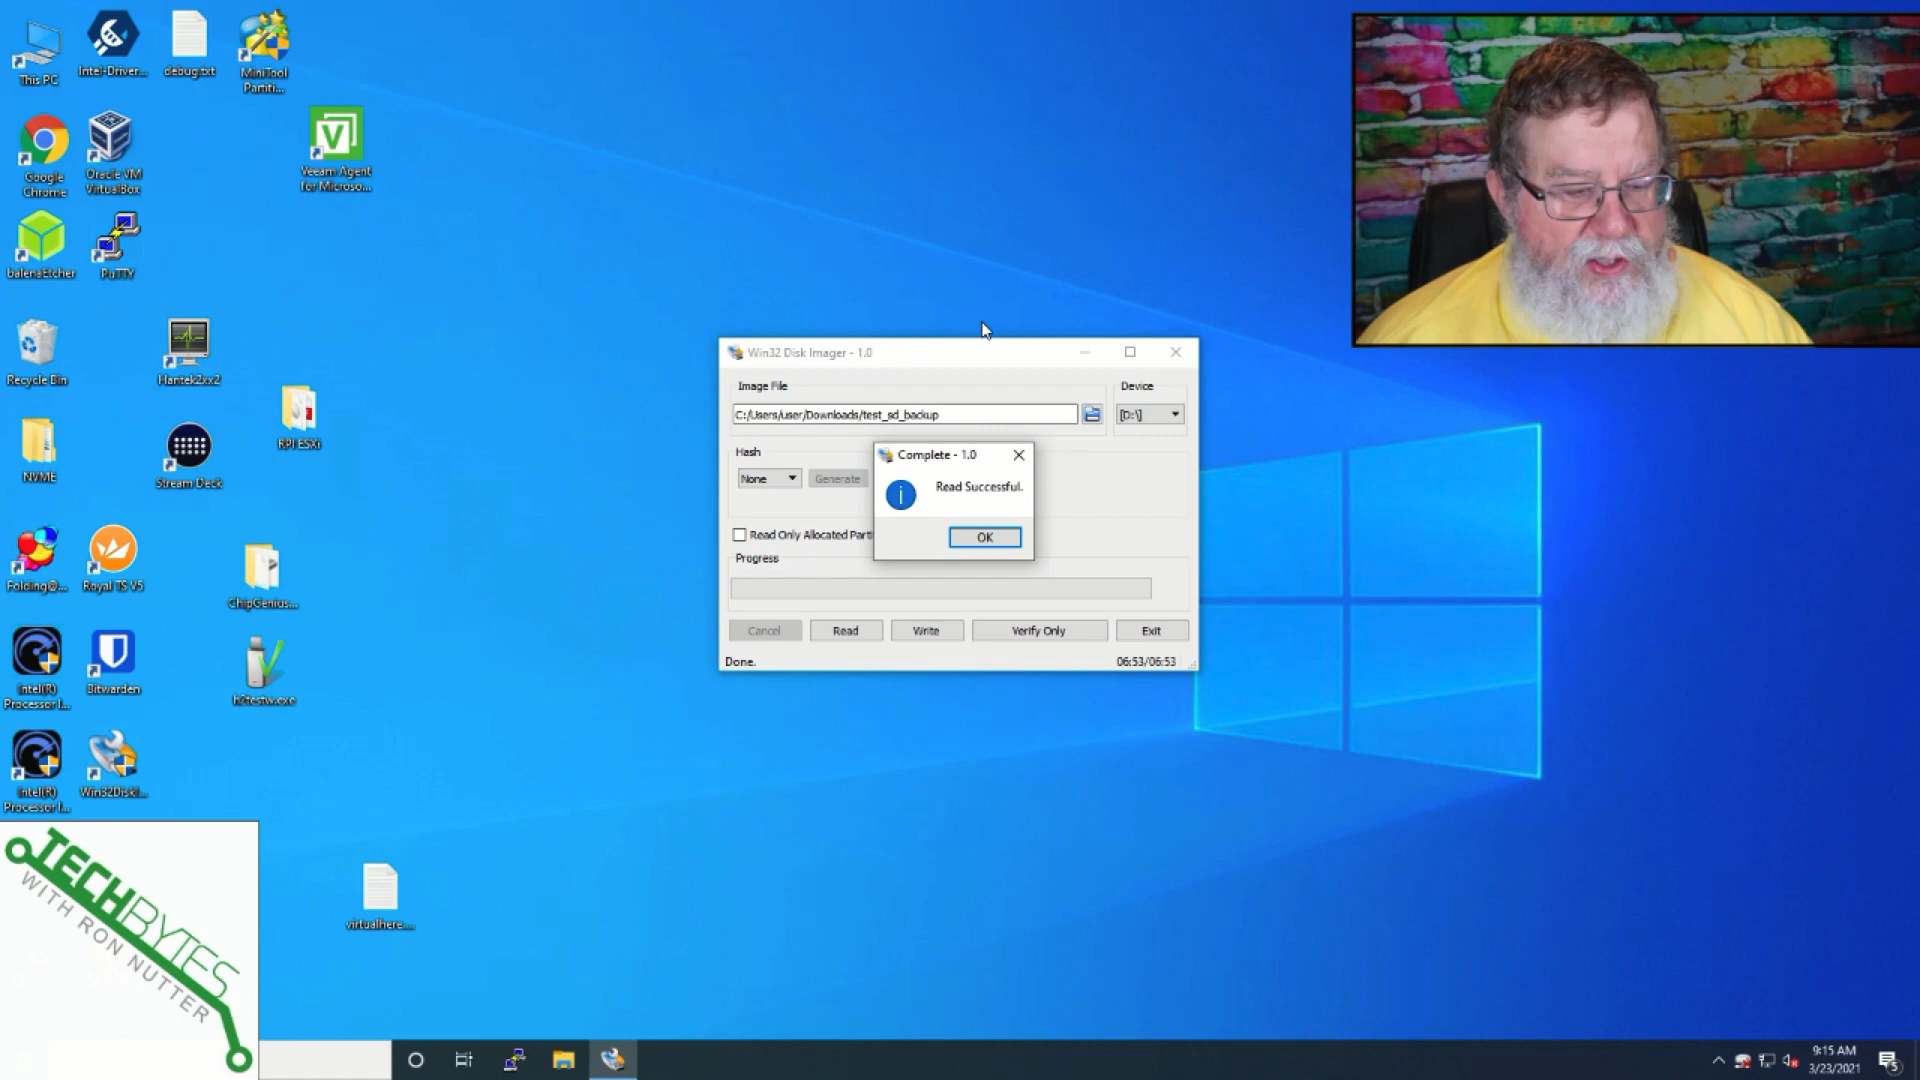 This PC
Intel-Driver...
debug.txt
MiniTool
Partiti...
Google
Chrome
Oracle VM
VirtualBox
Veeam Agent
for Microso...
balenaEtcher
PuTTY
Recycle Bin
Hantek2xx2
NVME
Stream Deck
RPI ESXi
Folding@...
Royal TS V5
ChipGenius...
Intel(R)
Processor I...
Bitwarden
h2testw.exe
Intel(R)
Processor I...
Win32DiskI...
virtualhere....
Win32 Disk Imager - 1.0
Image File
Device
C:/Users/user/Downloads/test_sd_backup
[D:\]
Hash
None
Generate
Complete - 1.0
Read Successful.
OK
Read Only Allocated Parti
Progress
Cancel
Read
Write
Verify Only
Exit
Done.
06:53/06:53
TECHBYTES
WITH RON NUTTER
9:15 AM
3/23/2021
5